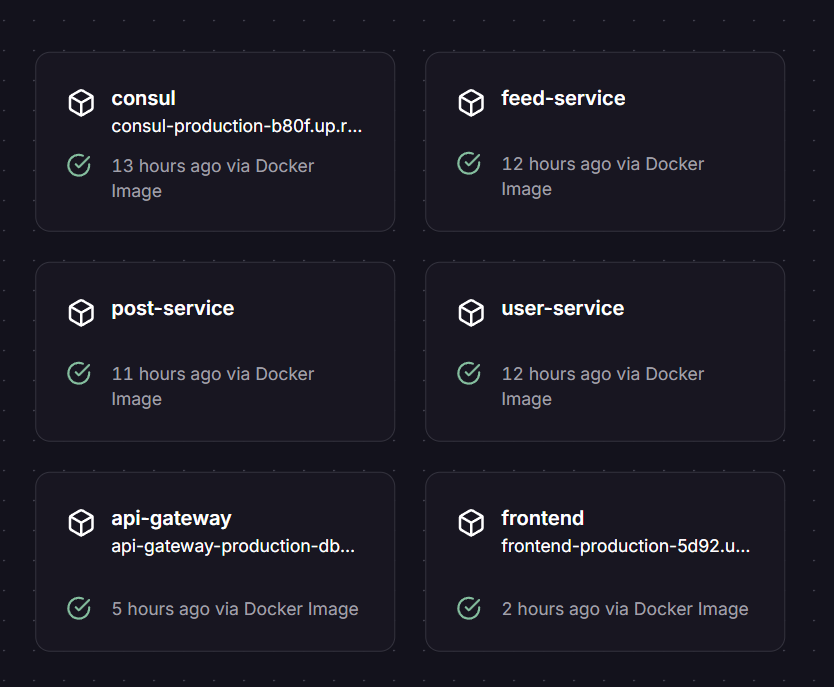 consul
consul-production-b80f.up.r...
13 hours ago via Docker
Image
feed-service
12 hours ago via Docker
Image
post-service
11 hours ago via Docker
Image
user-service
12 hours ago via Docker
Image
api-gateway
api-gateway-production-db...
5 hours ago via Docker Image
frontend
frontend-production-5d92.u...
2 hours ago via Docker Image